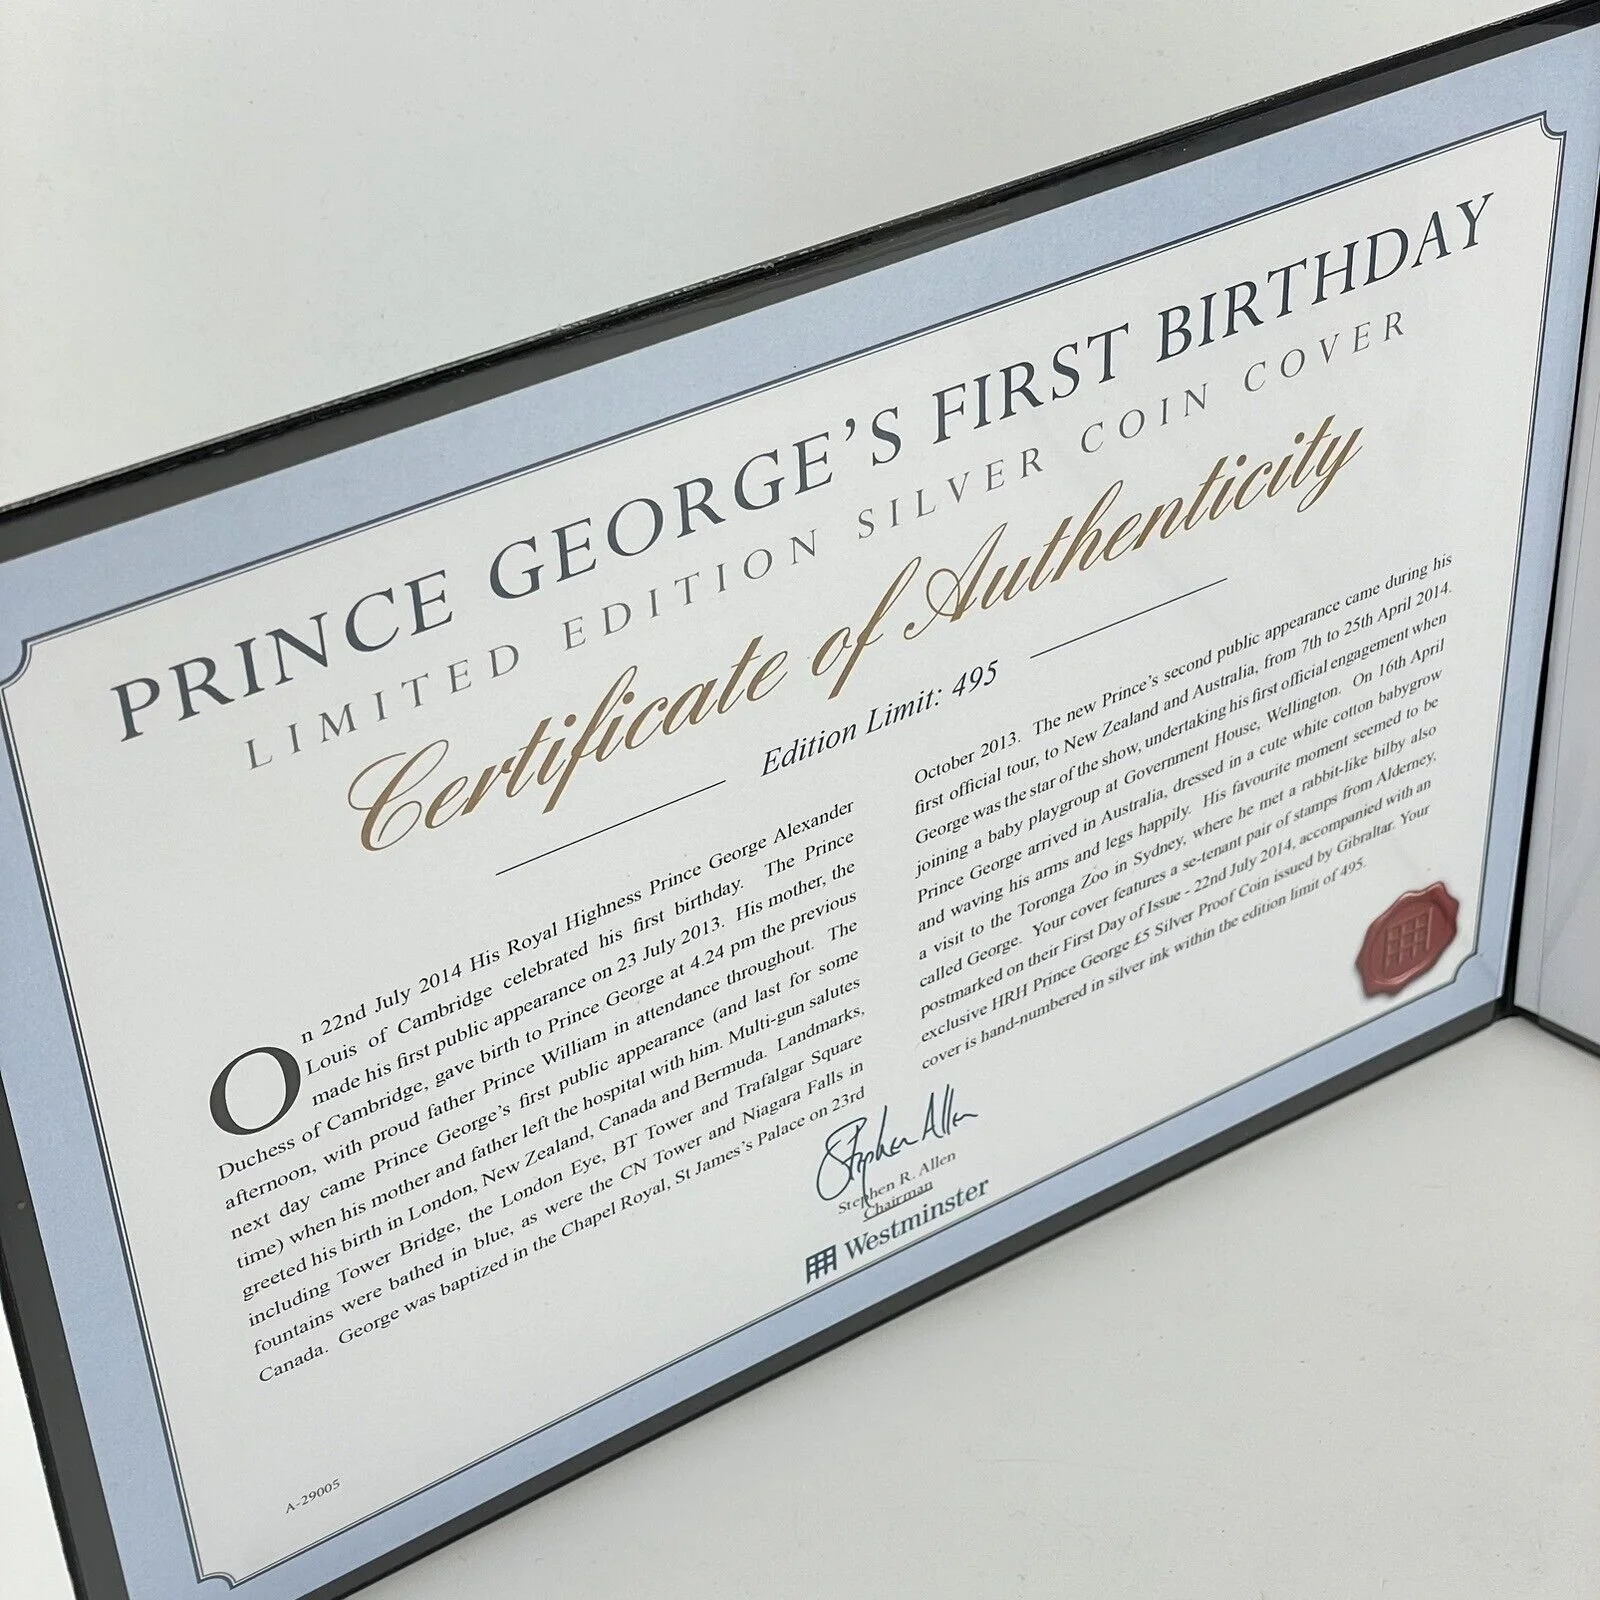 PRINCE GEORGE'S FIRST BIRTHDAY
LIMITED EDITION SILVER COIN COVER
Certificate of Authenticity
Edition Limit: 495
On 22nd July 2014 His Royal Highness Prince George Alexander
Louis of Cambridge celebrated his first birthday. The Prince
made his first public appearance on 23 July 2013. His mother, the
Duchess of Cambridge, gave birth to Prince George at 4.24 pm the previous
afternoon, with proud father Prince William in attendance throughout. The
next day came Prince George's first public appearance (and last for some
time) when his mother and father left the hospital with him. Multi-gun salutes
greeted his birth in London, New Zealand, Canada and Bermuda. Landmarks,
including Tower Bridge, the London Eye, BT Tower and Trafalgar Square
fountains were bathed in blue, as were the CN Tower and Niagara Falls in
Canada. George was baptized in the Chapel Royal, St James's Palace on 23rd
October 2013. The new Prince's second public appearance came during his
first official tour, to New Zealand and Australia, from 7th to 25th April 2014.
George was the star of the show, undertaking his first official engagement when
joining a baby playgroup at Government House, Wellington. On 16th April
Prince George arrived in Australia, dressed in a cute white cotton babygrow
and waving his arms and legs happily. His favourite moment seemed to be
a visit to the Toronga Zoo in Sydney, where he met a rabbit-like bilby also
called George. Your cover features a se-tenant pair of stamps from Alderney,
postmarked on their First Day of Issue - 22nd July 2014, accompanied with an
exclusive HRH Prince George £5 Silver Proof Coin issued by Gibraltar. Your
cover is hand-numbered in silver ink within the edition limit of 495.
Stephen Allen
Stephen R. Allen
Chairman
Westminster
A-29005